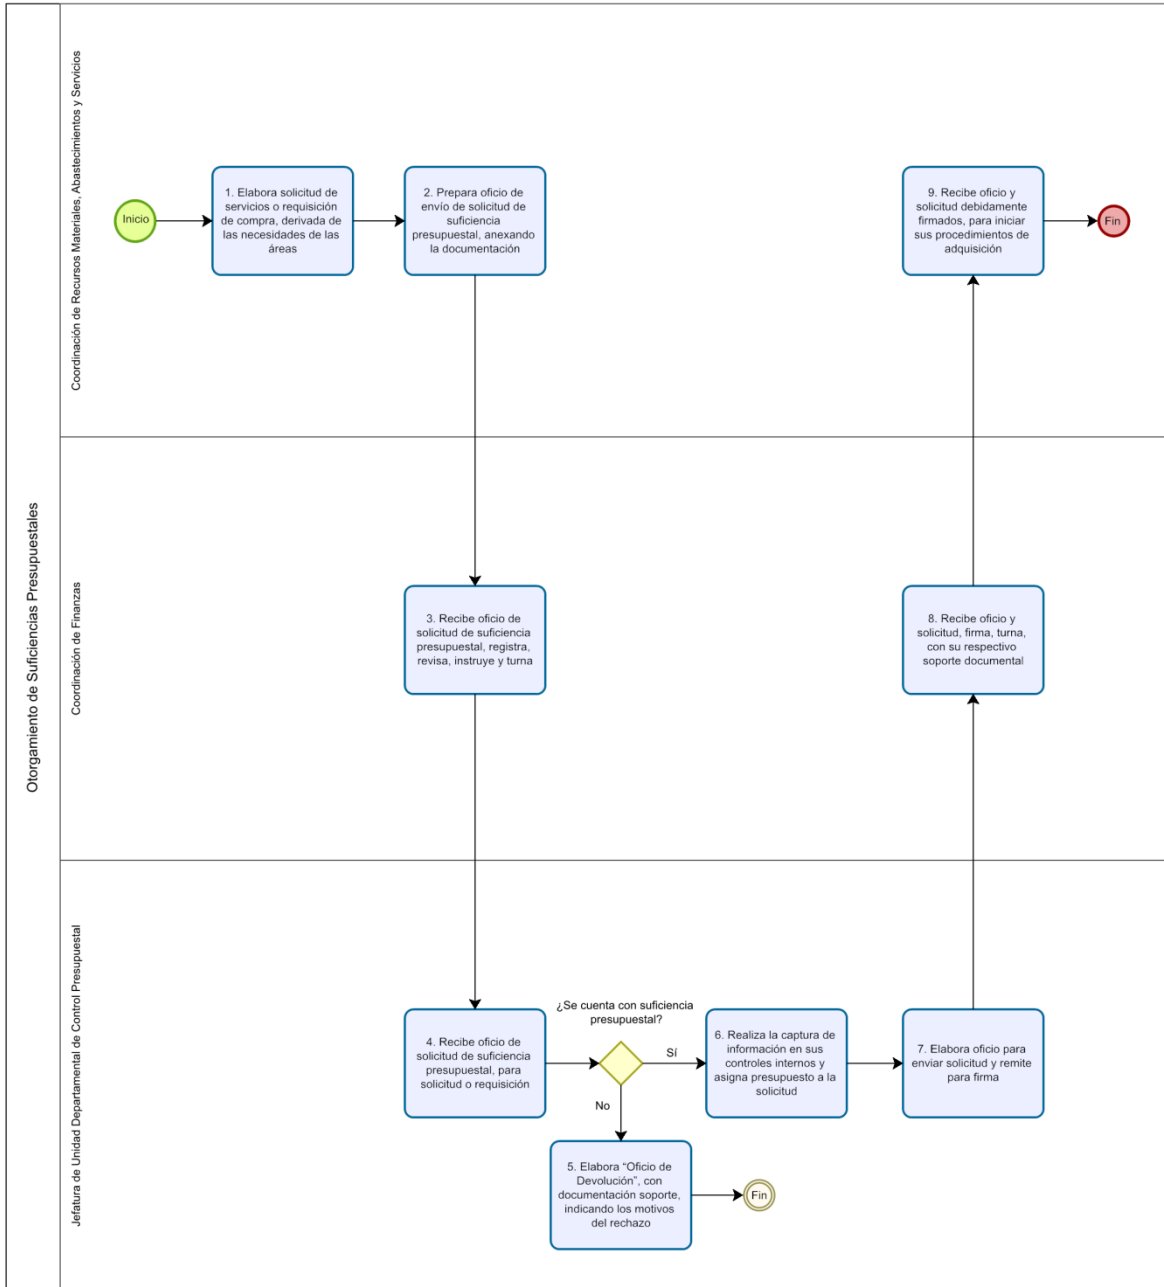 Otorgamiento de Suficiencias Presupuestales
Coordinación de Recursos Materiales, Abastecimientos y Servicios
Inicio
1. Elabora solicitud de
servicios o requisición
de compra, derivada de
las necesidades de las
áreas
2. Prepara oficio de
envío de solicitud de
suficiencia
presupuestal, anexando
la documentación
9. Recibe oficio y
solicitud debidamente
firmados, para iniciar
sus procedimientos de
adquisición
Fin
Coordinación de Finanzas
3. Recibe oficio de
solicitud de suficiencia
presupuestal, registra,
revisa, instruye y turna
8. Recibe oficio y
solicitud, firma, turna,
con su respectivo
soporte documental
Jefatura de Unidad Departamental de Control Presupuestal
4. Recibe oficio de
solicitud de suficiencia
presupuestal, para
solicitud o requisición
¿Se cuenta con suficiencia
presupuestal?
Sí
No
6. Realiza la captura de
información en sus
controles internos y
asigna presupuesto a la
solicitud
7. Elabora oficio para
enviar solicitud y remite
para firma
5. Elabora “Oficio de
Devolución”, con
documentación soporte,
indicando los motivos
del rechazo
Fin